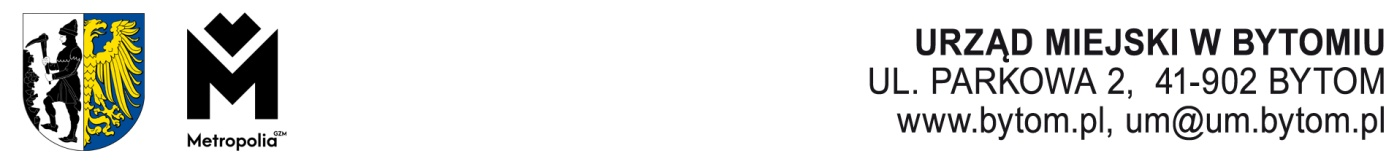 Metropolia GZM
URZĄD MIEJSKI W BYTOMIU
UL. PARKOWA 2, 41-902 BYTOM
www.bytom.pl, um@um.bytom.pl